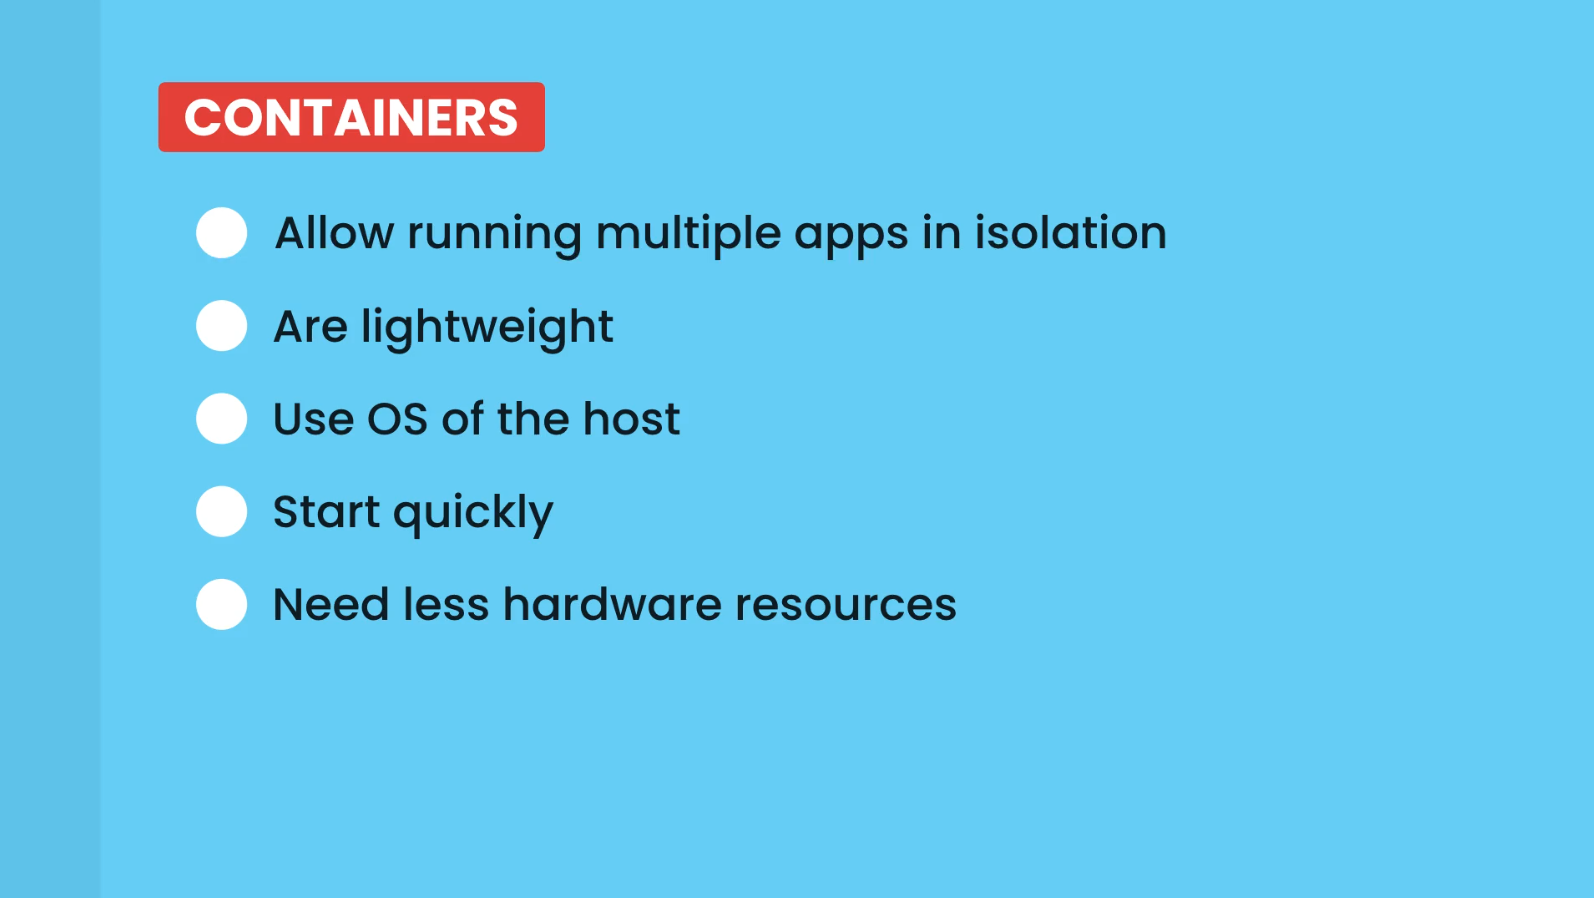 CONTAINERS
Allow running multiple apps in isolation
Are lightweight
Use OS of the host
Start quickly
Need less hardware resources